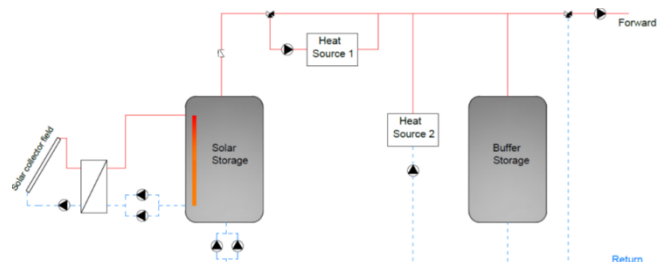 Forward
Heat
Source 1
Solar collector field
Solar
Storage
Heat
Source 2
Buffer
Storage
Return